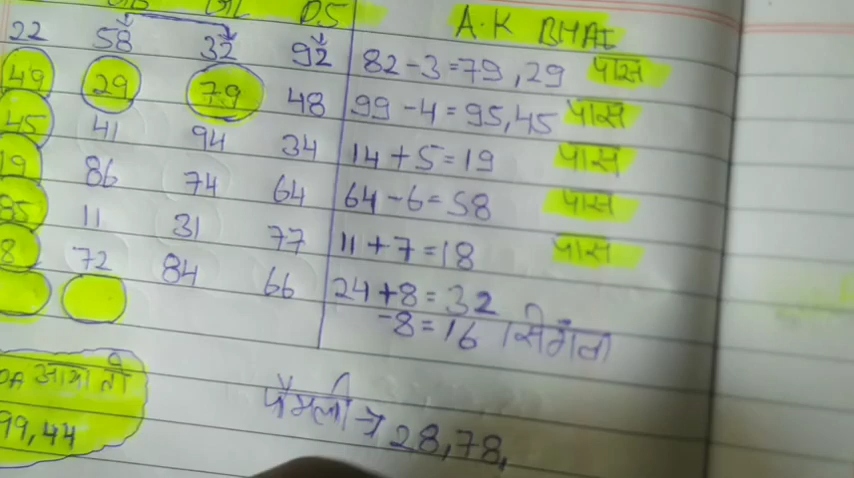 DS A.K BHAI
22 58 32 92 82-3=79,29 पास
49 29 79 48 99-4=95,45 पास
45 41 94 34 14+5=19 पास
19 86 74 64 64-6=58 पास
85 11 31 77 11+7=18 पास
8 72 84 66 24+8=32
-8=16
आया तो
99,44
फैमली → 28,78,